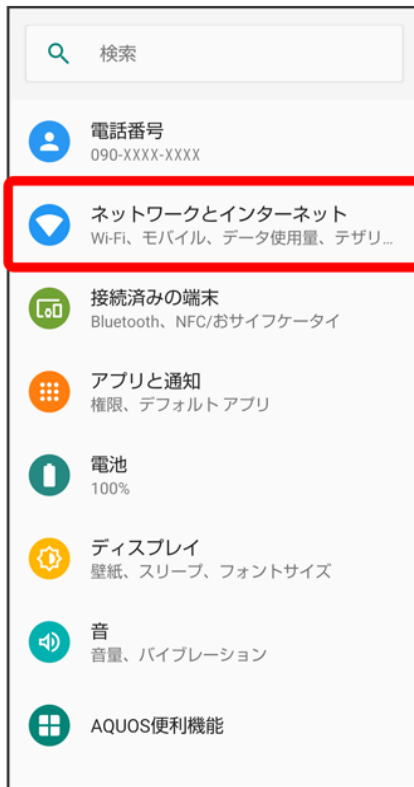 検索
電話番号
090-XXXX-XXXX
ネットワークとインターネット
Wi-Fi、モバイル、データ使用量、テザリ...
接続済みの端末
Bluetooth、NFC/おサイフケータイ
アプリと通知
権限、デフォルト アプリ
電池
100%
ディスプレイ
壁紙、スリープ、フォントサイズ
音
音量、バイブレーション
AQUOS便利機能